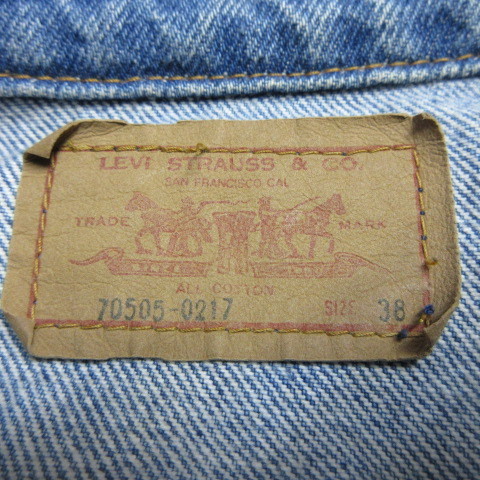 LEVI STRAUSS & CO.
SAN FRANCISCO CAL
TRADE MARK
ALL COTTON
70505-0217 SIZE 38